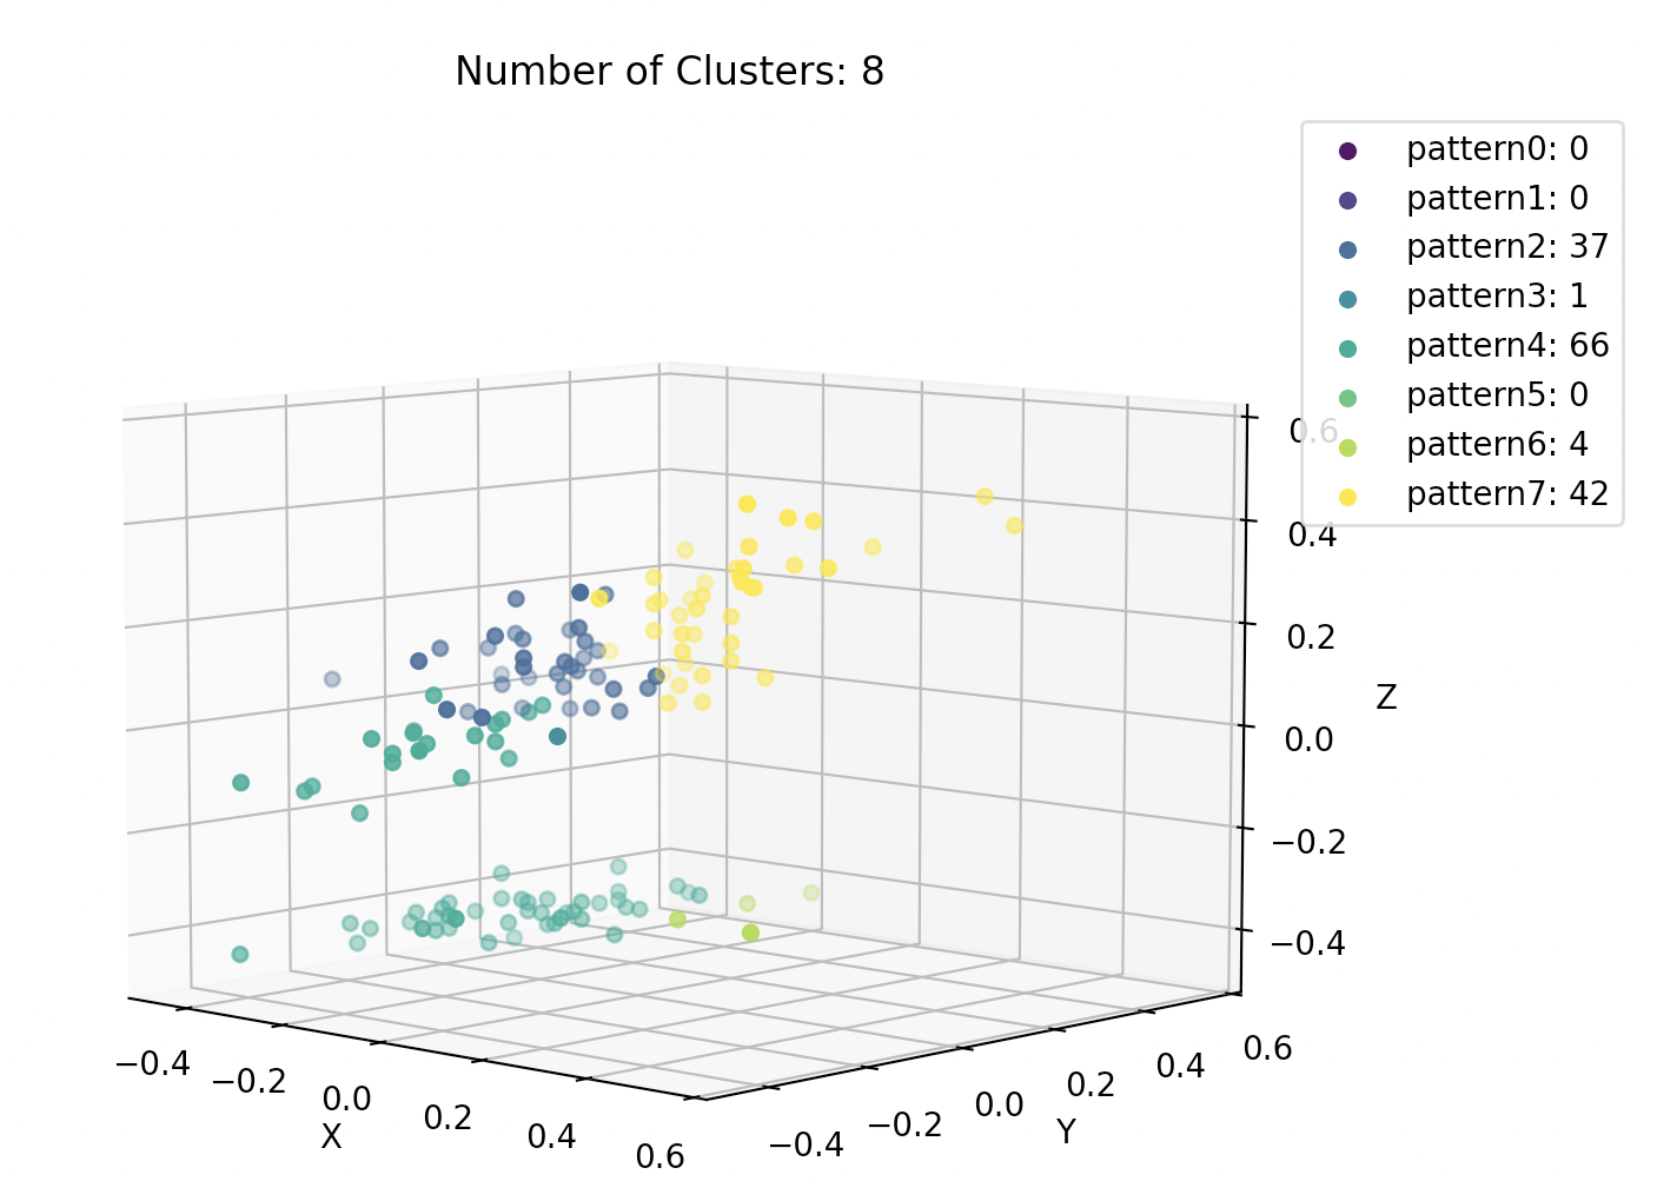 Number of Clusters: 8
pattern0: 0
pattern1: 0
pattern2: 37
pattern3: 1
pattern4: 66
pattern5: 0
pattern6: 4
pattern7: 42
0.6
0.4
0.2
Z
0.0
−0.2
−0.4
−0.4
−0.2
0.0
0.2
0.4
0.6
X
−0.4
−0.2
0.0
0.2
0.4
0.6
Y